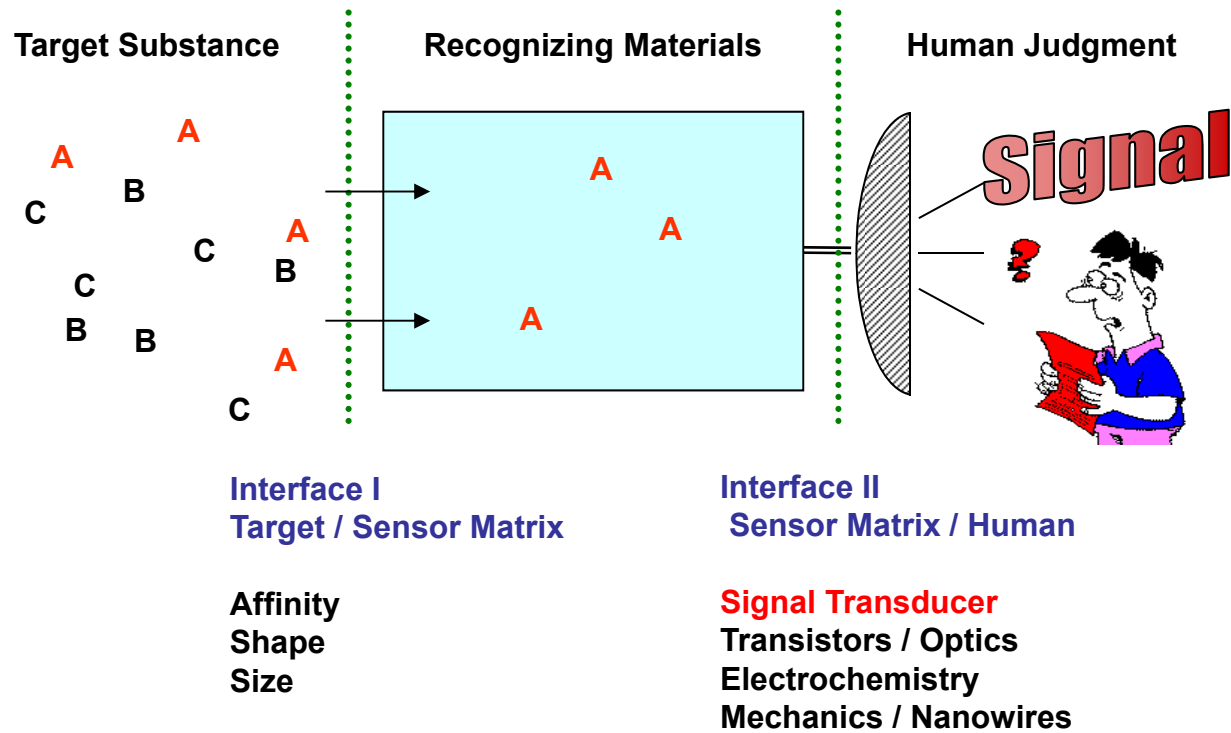 Target Substance
Recognizing Materials
Human Judgment
A
A
B
C
A
C
B
C
B
B
A
C
A
A
A
Signal
?
Interface I
Target / Sensor Matrix
Affinity
Shape
Size
Interface II
Sensor Matrix / Human
Signal Transducer
Transistors / Optics
Electrochemistry
Mechanics / Nanowires